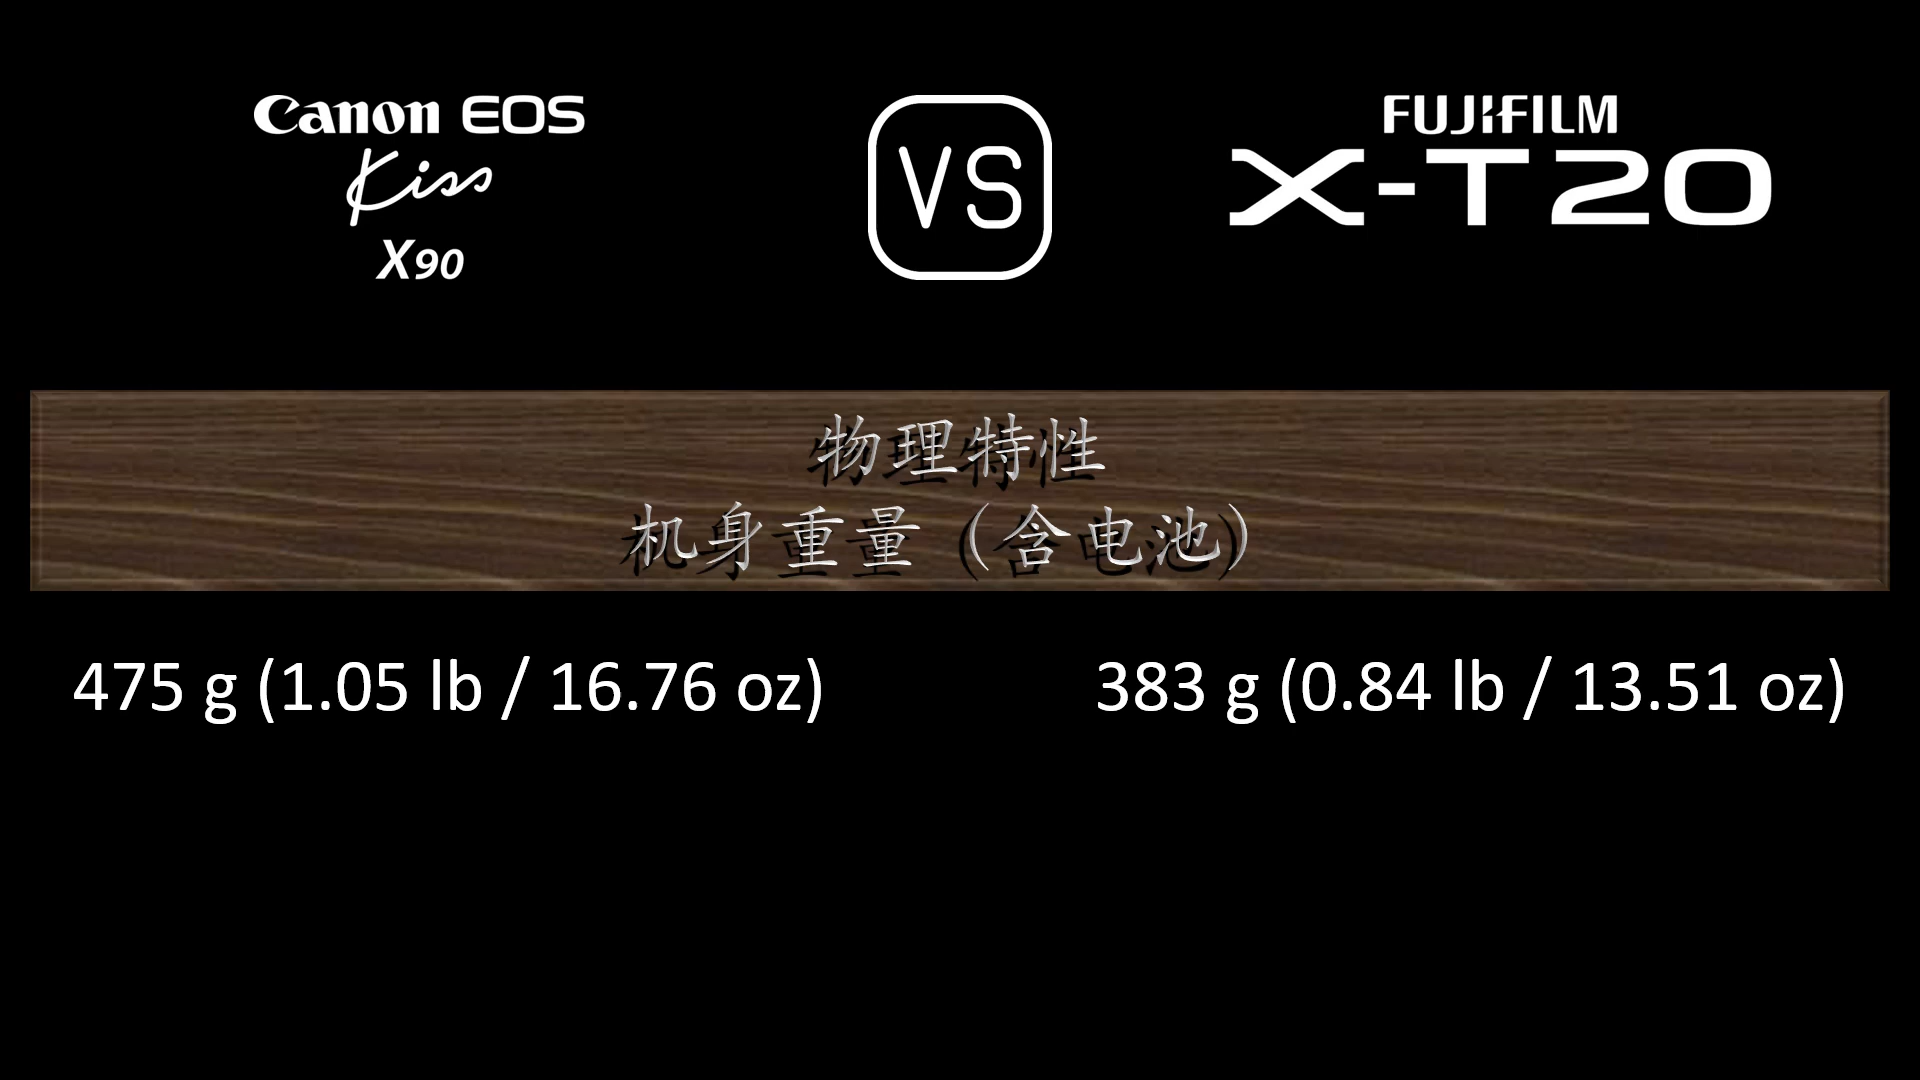 Canon EOS
Kiss
X90
VS
FUJIFILM
X-T20
物理特性
机身重量（含电池）
475 g (1.05 lb / 16.76 oz)
383 g (0.84 lb / 13.51 oz)